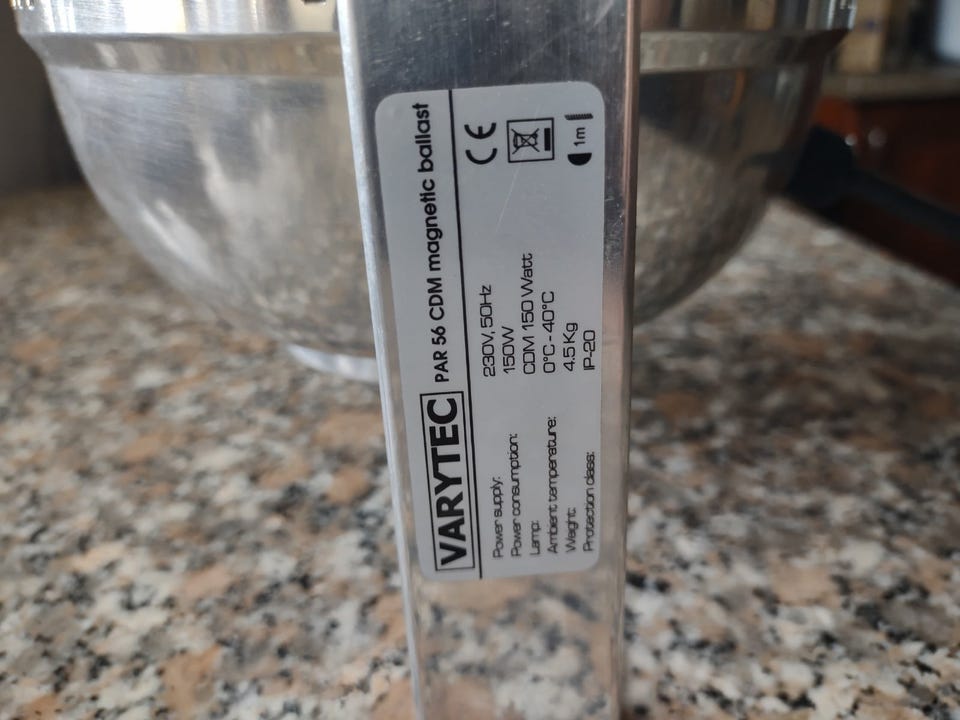 VARYTEC PAR 56 CDM magnetic ballast
Power supply: 230V, 50Hz
Power consumption: 150W
Lamp: CDM 150 Watt
Ambient temperature: 0°C - 40°C
Weight: 4.5 Kg
Protection class: IP-20
CE
1m